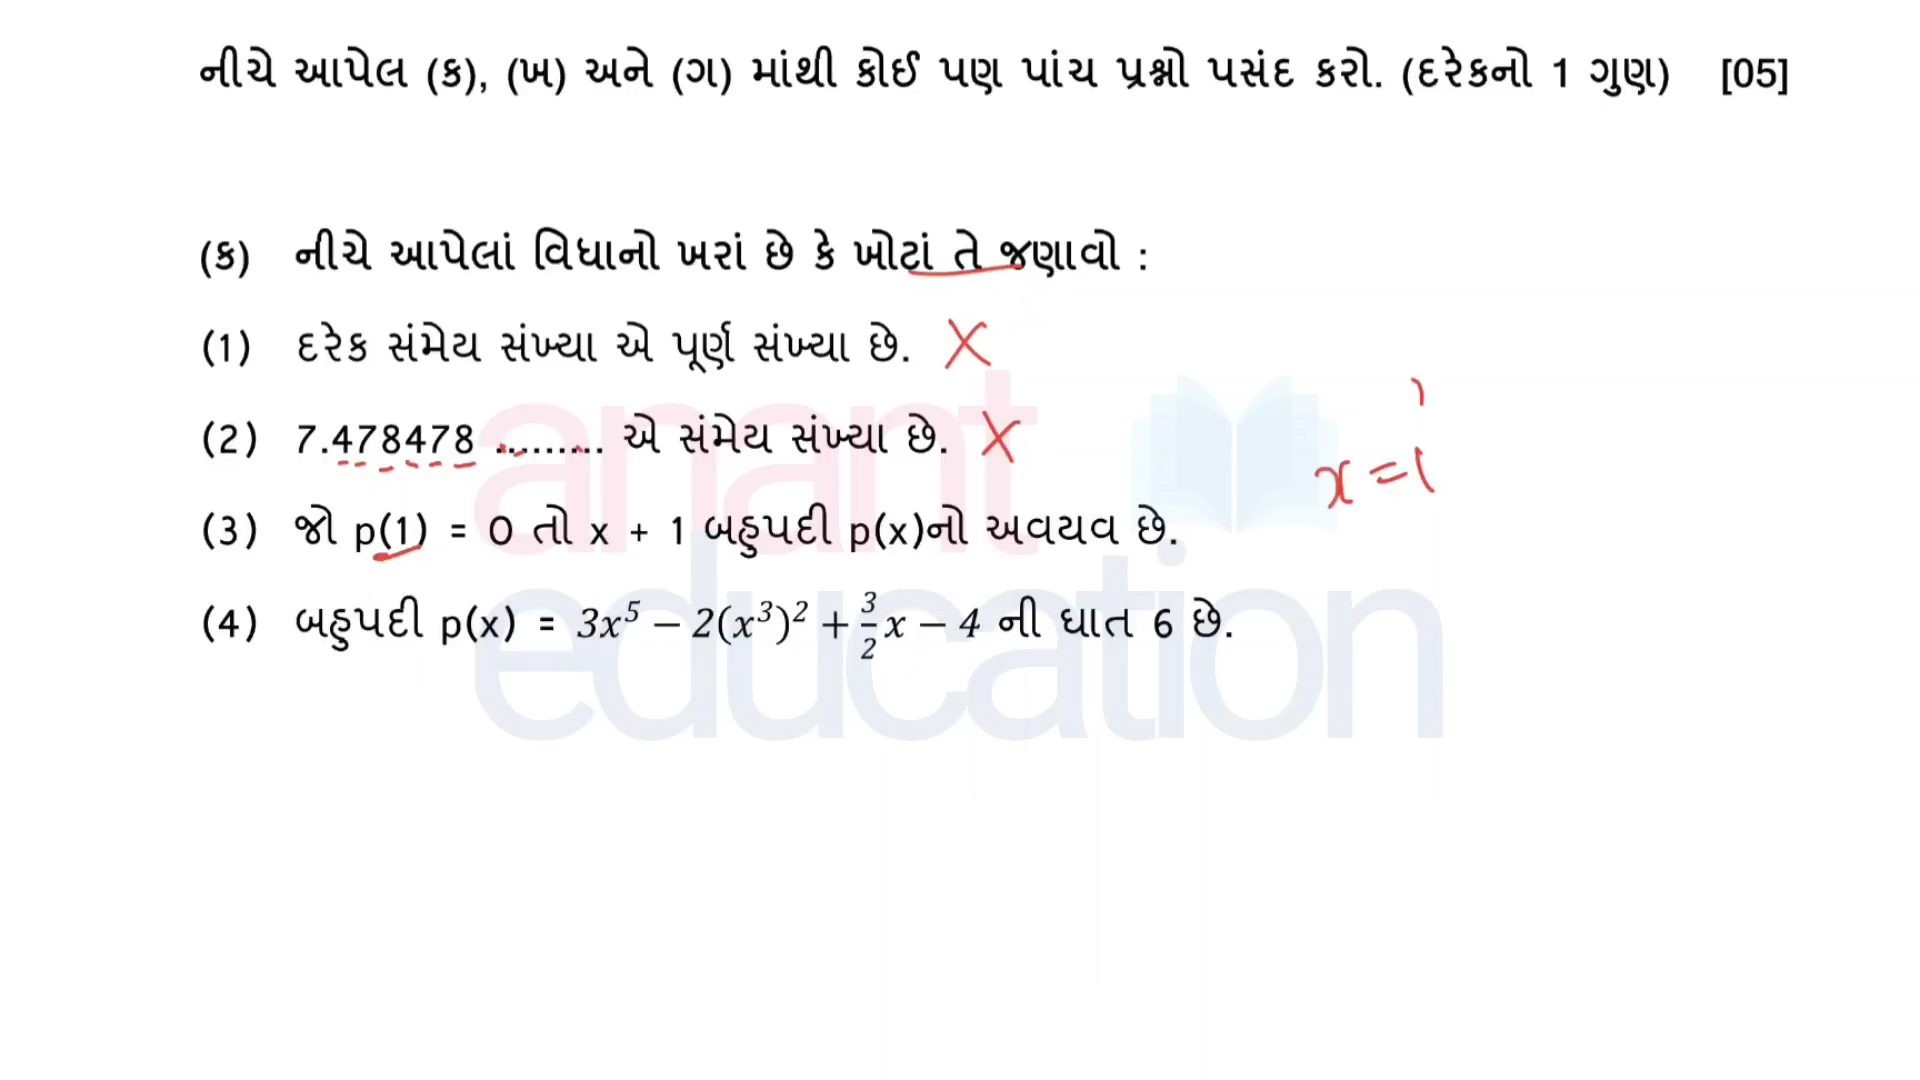 નીચે આપેલ (ક), (ખ) અને (ગ) માંથી કોઈ પણ પાંચ પ્રશ્નો પસંદ કરો. (દરેકનો 1 ગુણ) [05]
(ક) નીચે આપેલાં વિધાનો ખરાં છે કે ખોટાં તે જણાવો :
(1) દરેક સંમેય સંખ્યા એ પૂર્ણ સંખ્યા છે. X
(2) 7.478478 ......... એ સંમેય સંખ્યા છે. X
x = 1
(3) જો p(1) = 0 તો x + 1 બહુપદી p(x)નો અવયવ છે.
(4) બહુપદી p(x) = 3x⁵ − 2(x³)² + 3/2 x − 4 ની ઘાત 6 છે.
anant
education